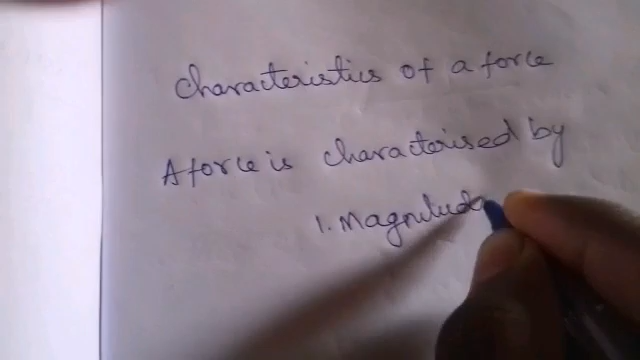 Characteristics of a force
A force is characterised by
1. Magnitud